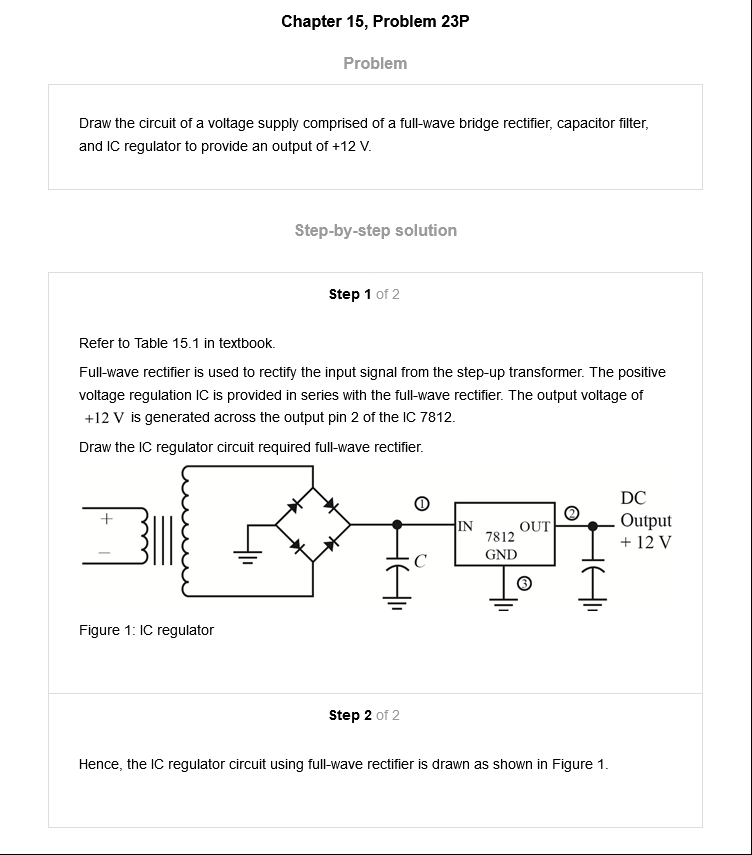 Chapter 15, Problem 23P
Problem
Draw the circuit of a voltage supply comprised of a full-wave bridge rectifier, capacitor filter,
and IC regulator to provide an output of +12 V.
Step-by-step solution
Step 1 of 2
Refer to Table 15.1 in textbook.
Full-wave rectifier is used to rectify the input signal from the step-up transformer. The positive
voltage regulation IC is provided in series with the full-wave rectifier. The output voltage of
+12 V is generated across the output pin 2 of the IC 7812.
Draw the IC regulator circuit required full-wave rectifier.
+
−
C
①
IN
OUT
7812
GND
②
③
DC
Output
+ 12 V
Figure 1: IC regulator
Step 2 of 2
Hence, the IC regulator circuit using full-wave rectifier is drawn as shown in Figure 1.